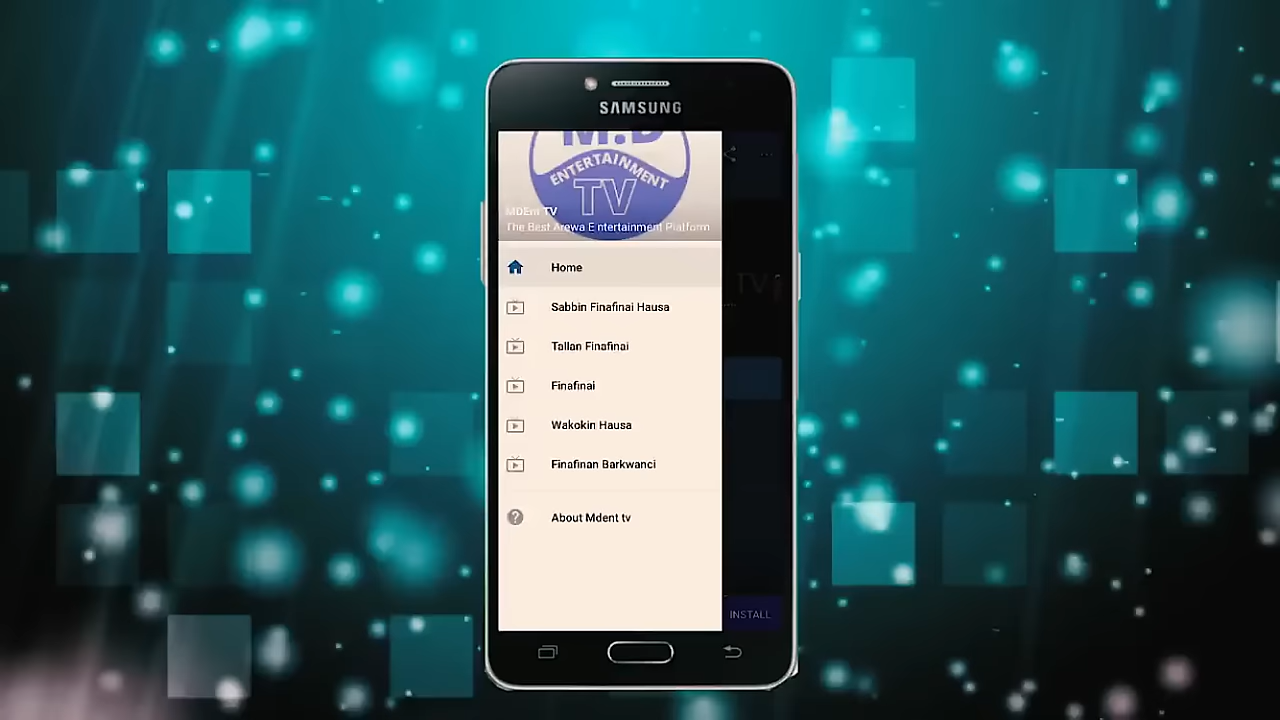 SAMSUNG
M.D
ENTERTAINMENT
TV
MDEnt TV
The Best Arewa Entertainment Platform
Home
Sabbin Finafinai Hausa
Tallan Finafinai
Finafinai
Wakokin Hausa
Finafinan Barkwanci
About Mdent tv
TV
INSTALL